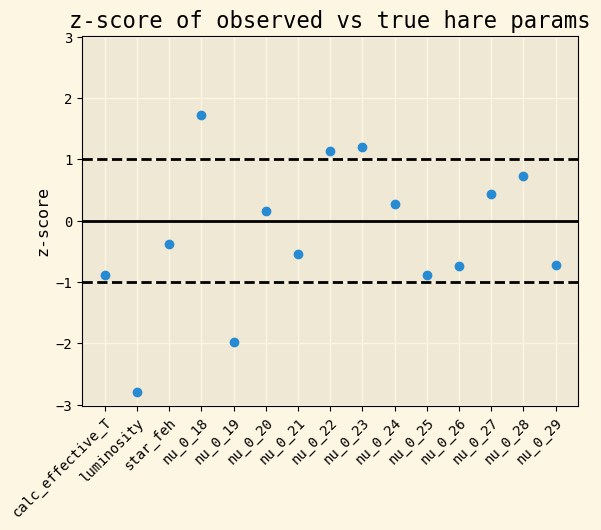 z-score of observed vs true hare params
3
2
1
0
−1
−2
−3
z-score
calc_effective_T
luminosity
star_feh
nu_0_18
nu_0_19
nu_0_20
nu_0_21
nu_0_22
nu_0_23
nu_0_24
nu_0_25
nu_0_26
nu_0_27
nu_0_28
nu_0_29